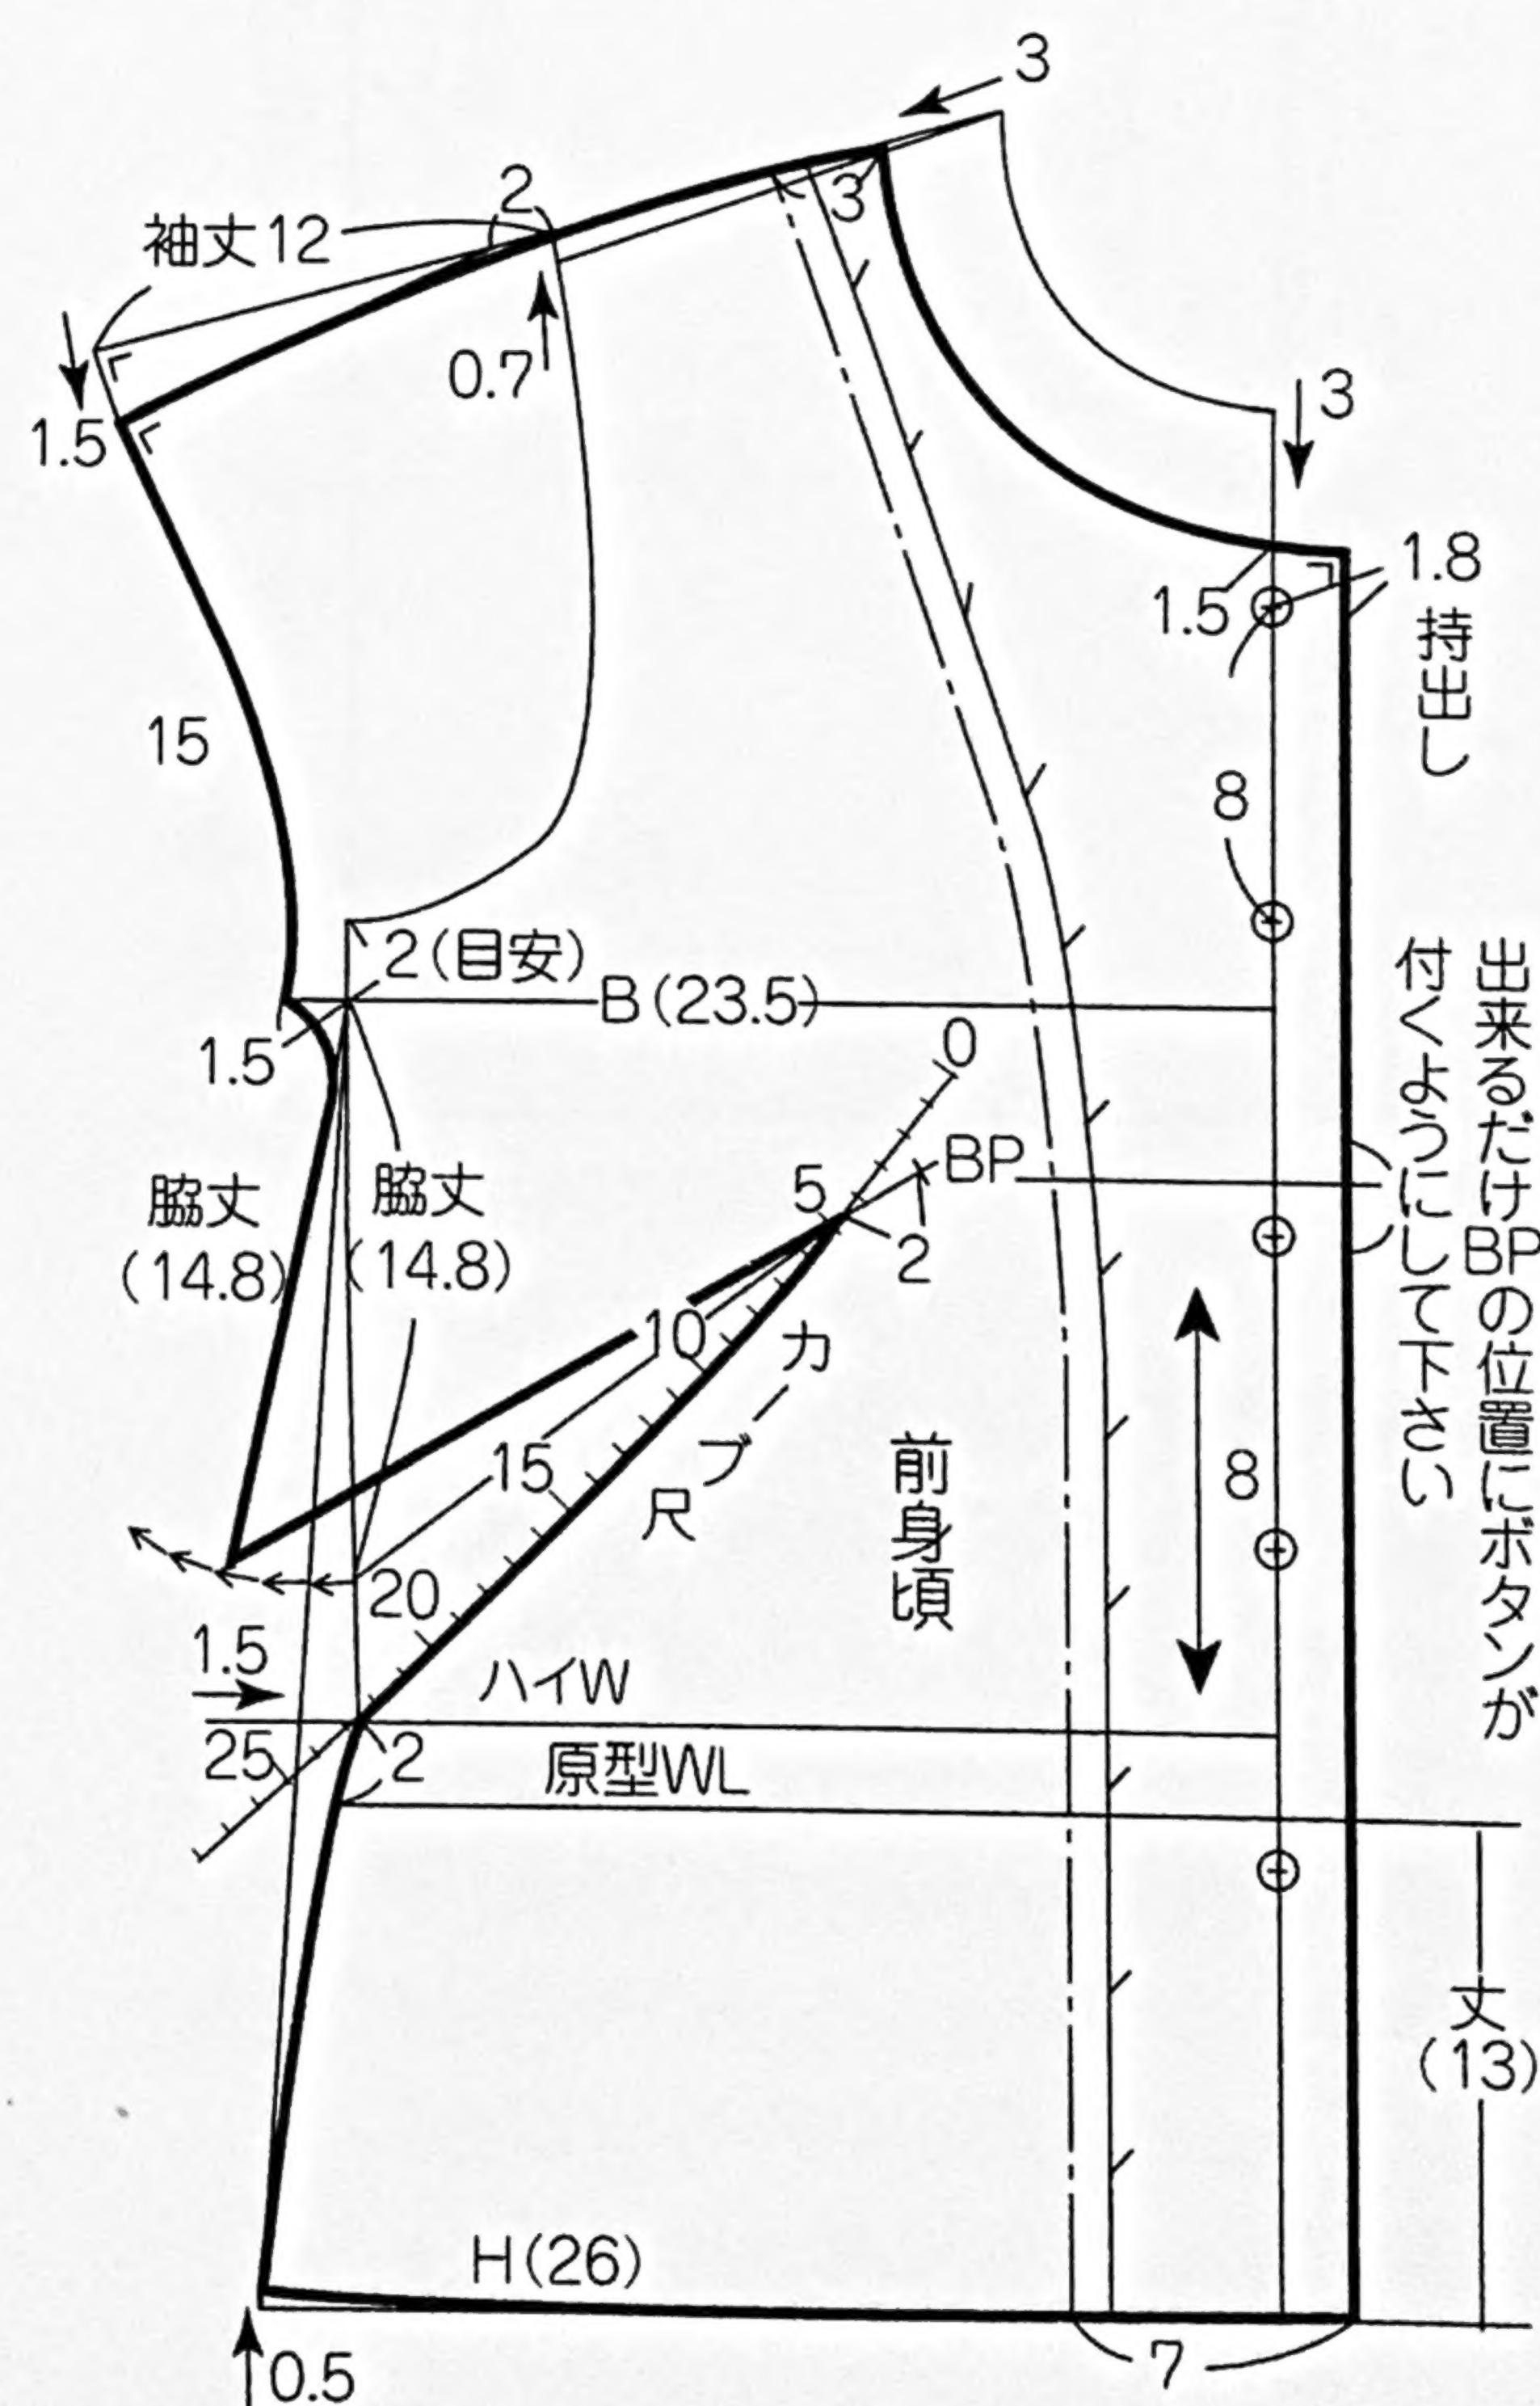 3
2
袖丈12
3
0.7
3
1.5
1.8
持出し
1.5
15
8
2(目安)
B(23.5)
1.5
0
BP
5
2
脇丈
(14.8)
脇丈
(14.8)
10
カーブ尺
出来るだけBPの位置にボタンが
付くようにして下さい
15
前身頃
8
20
1.5
ハイW
25
2
原型WL
丈
(13)
H(26)
7
0.5